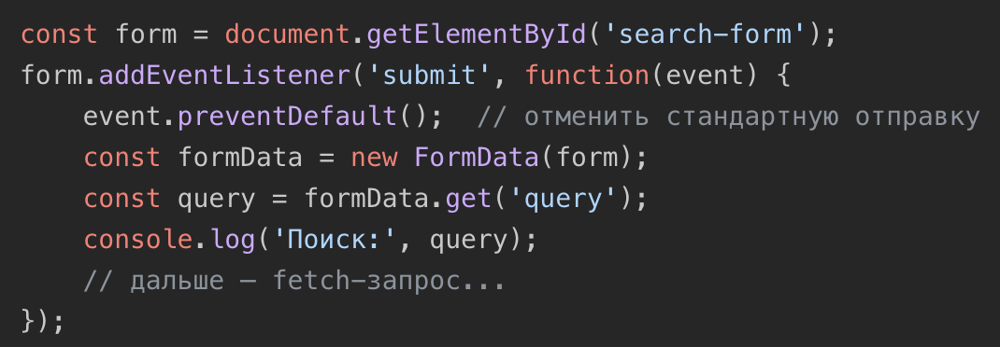 const form = document.getElementById('search-form');
form.addEventListener('submit', function(event) {
    event.preventDefault();  // отменить стандартную отправку
    const formData = new FormData(form);
    const query = formData.get('query');
    console.log('Поиск:', query);
    // дальше — fetch-запрос...
});